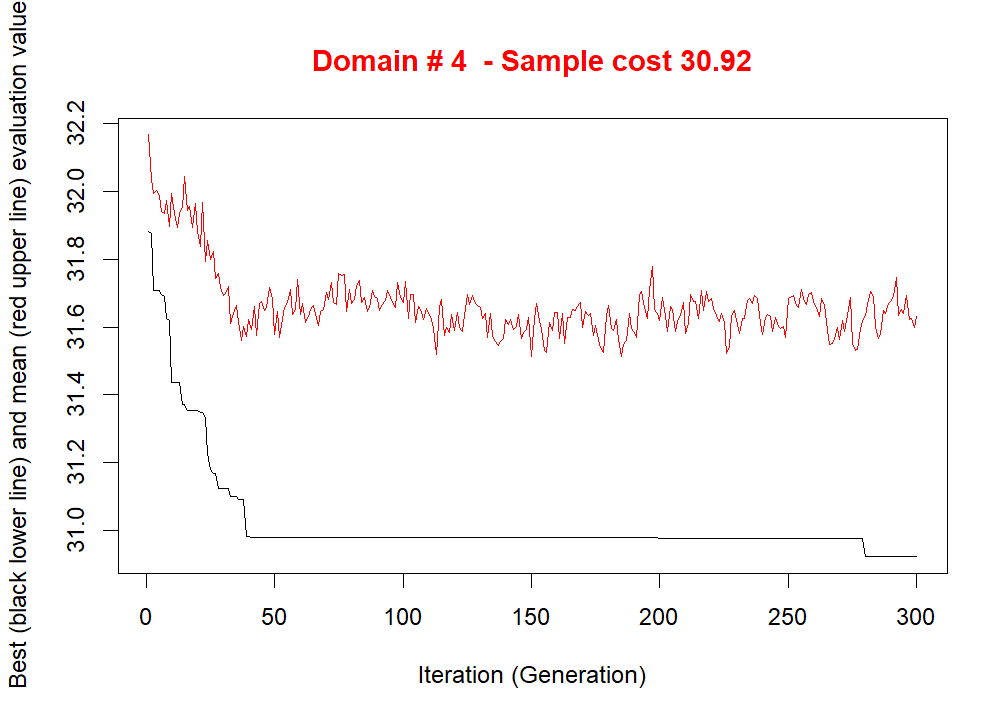 Domain # 4  - Sample cost 30.92
Best (black lower line) and mean (red upper line) evaluation value
32.2
32.0
31.8
31.6
31.4
31.2
31.0
0 50 100 150 200 250 300
Iteration (Generation)